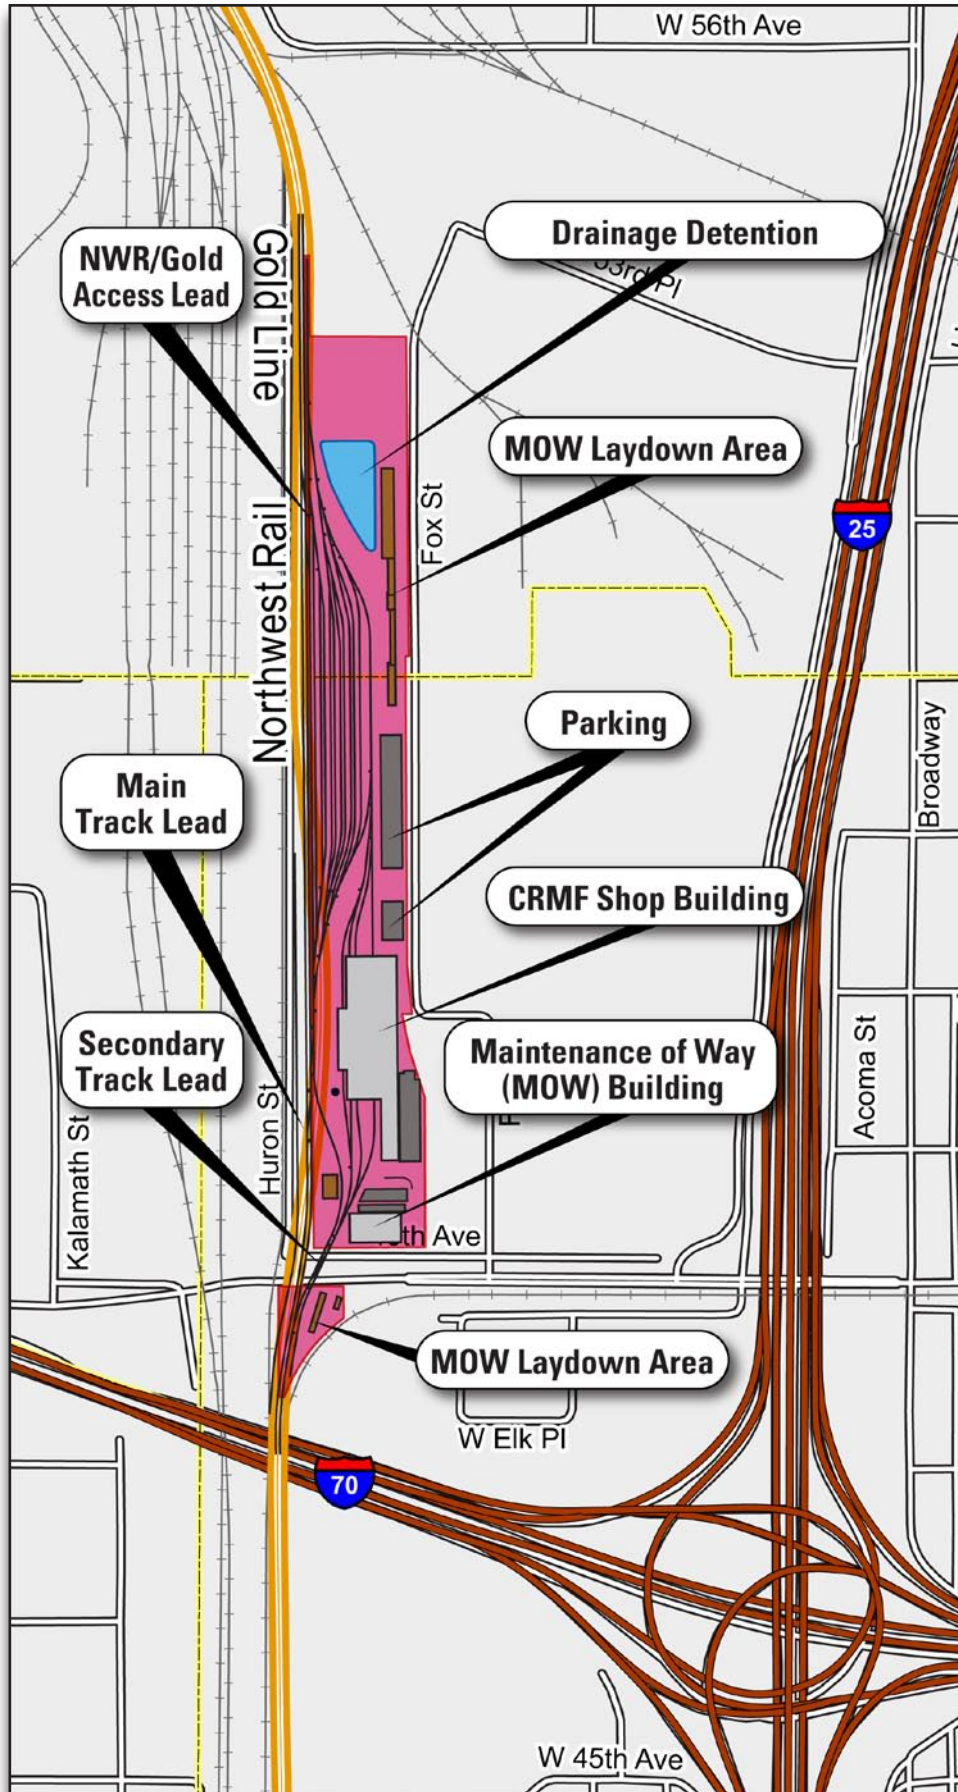 W 56th Ave
Drainage Detention
NWR/Gold
Access Lead
Gold Line
53rd Pl
MOW Laydown Area
Fox St
25
Northwest Rail
Parking
Broadway
Main
Track Lead
CRMF Shop Building
Secondary
Track Lead
Maintenance of Way
(MOW) Building
Acoma St
Huron St
Kalamath St
Ave
MOW Laydown Area
W Elk Pl
70
W 45th Ave